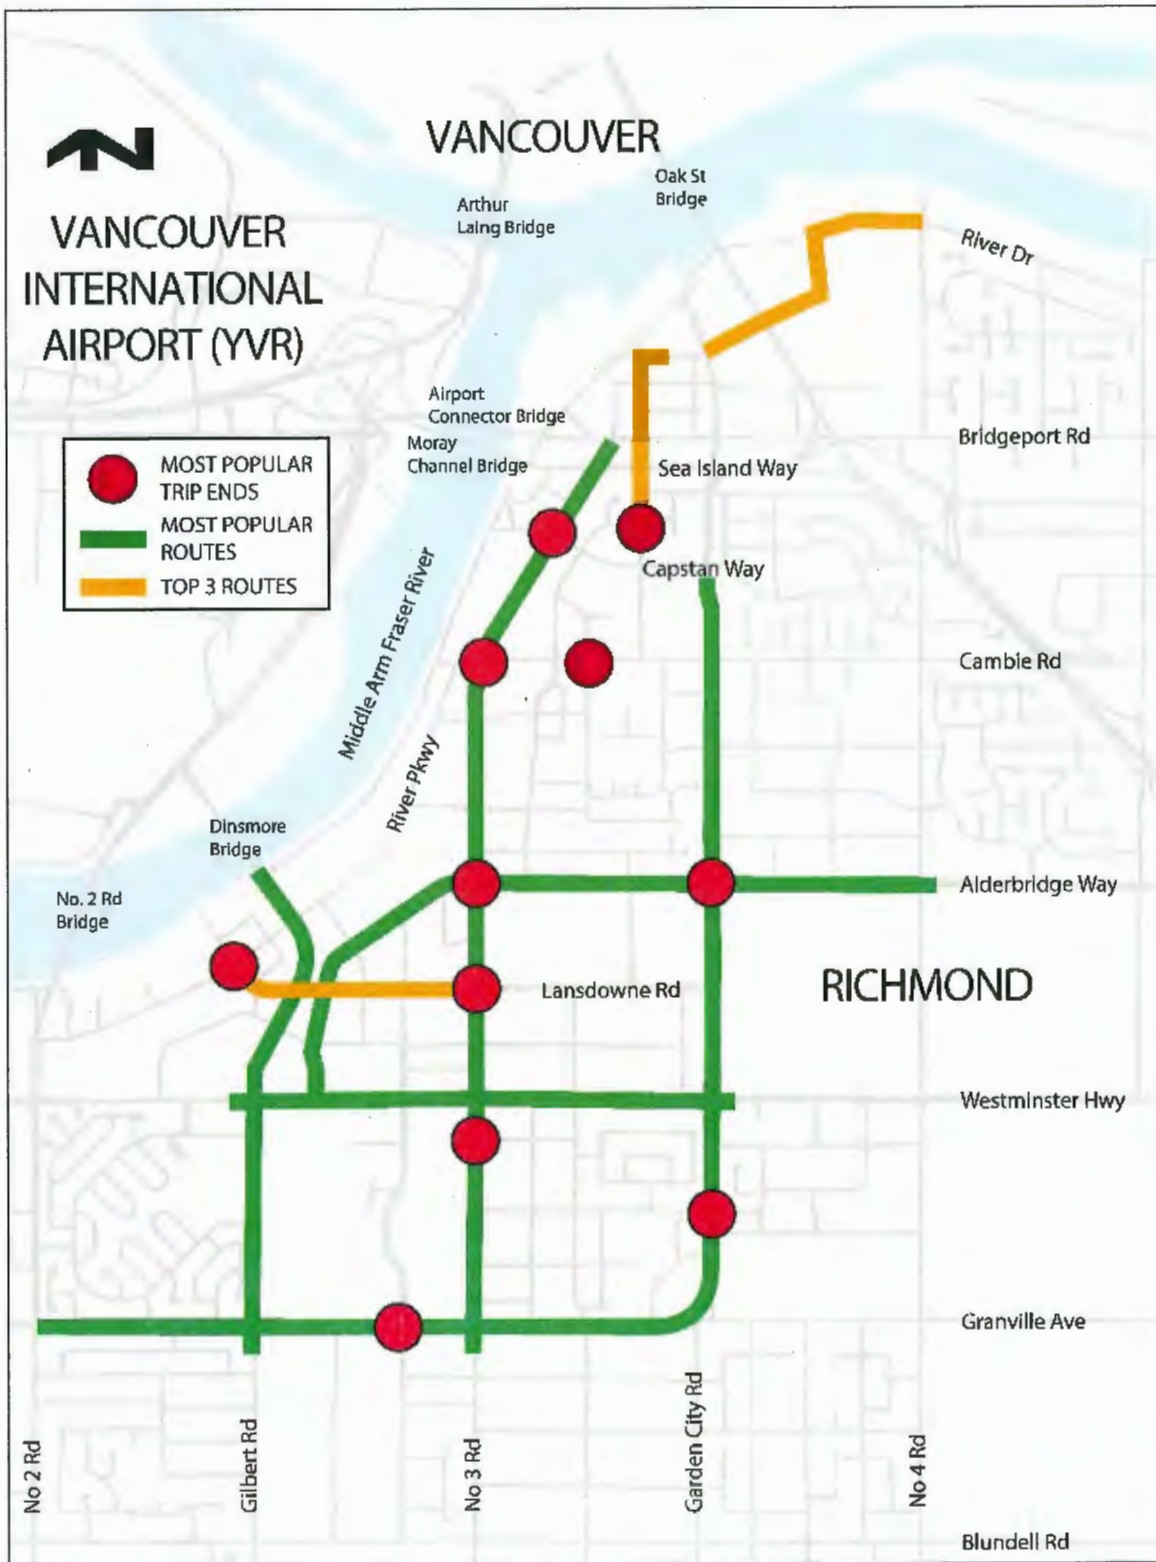 VANCOUVER
Oak St
Bridge
Arthur
Laing Bridge
N
VANCOUVER
INTERNATIONAL
AIRPORT (YVR)
River Dr
Airport
Connector Bridge
Moray
Channel Bridge
Bridgeport Rd
Sea Island Way
MOST POPULAR
TRIP ENDS
MOST POPULAR
ROUTES
TOP 3 ROUTES
Capstan Way
Middle Arm Fraser River
Cambie Rd
River Pkwy
Dinsmore
Bridge
No. 2 Rd
Bridge
Alderbridge Way
Lansdowne Rd
RICHMOND
Westminster Hwy
Granville Ave
No 2 Rd
Gilbert Rd
No 3 Rd
Garden City Rd
No 4 Rd
Blundell Rd